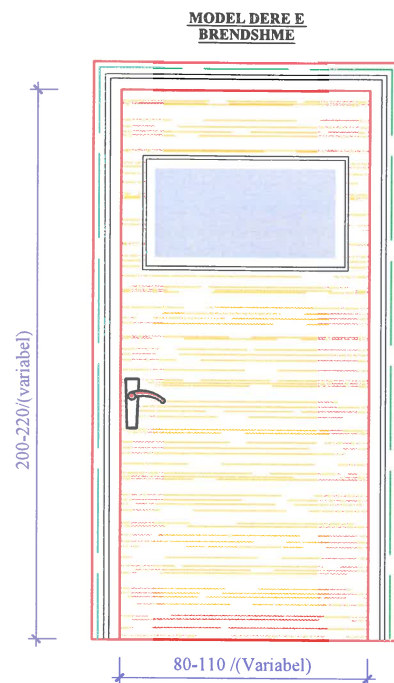 MODEL DERE E
BRENDSHME
200-220/(variabel)
80-110 /(Variabel)